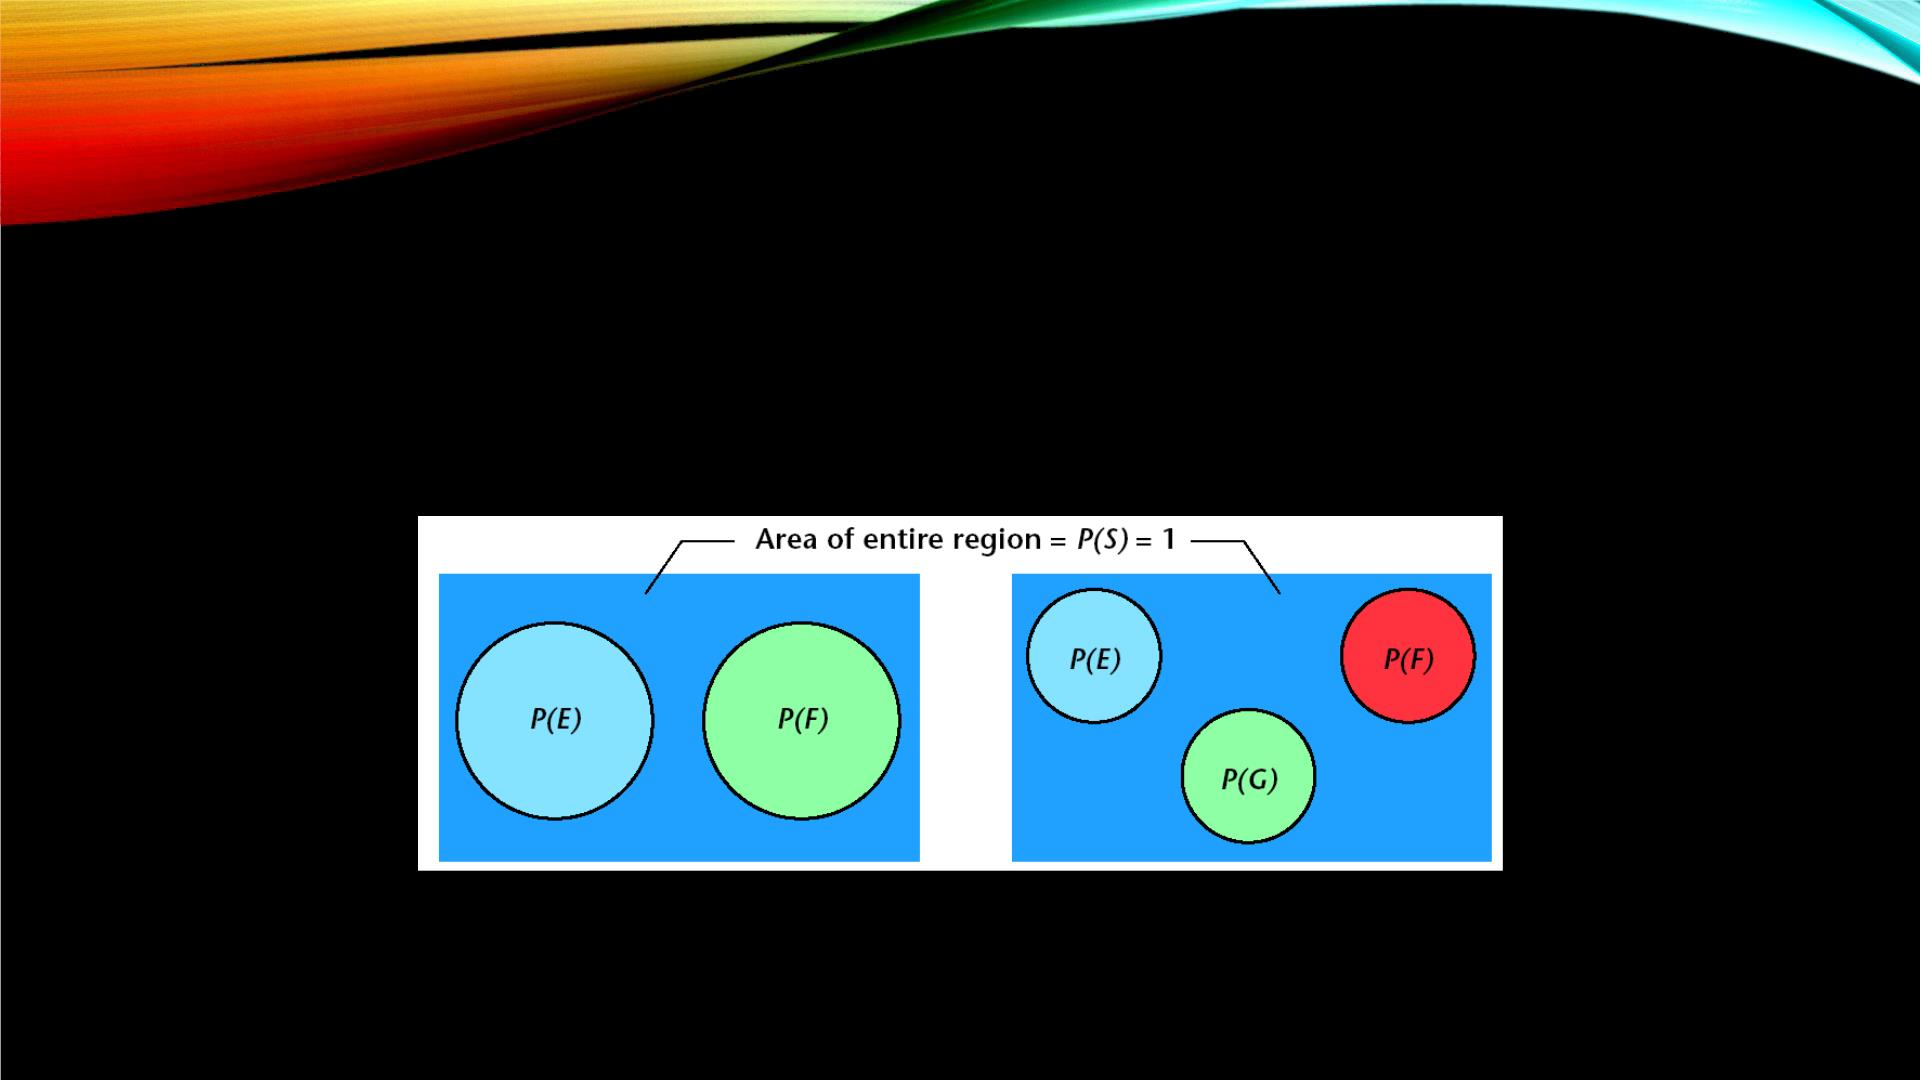 Area of entire region = P(S) = 1
P(E)
P(F)
P(E)
P(F)
P(G)